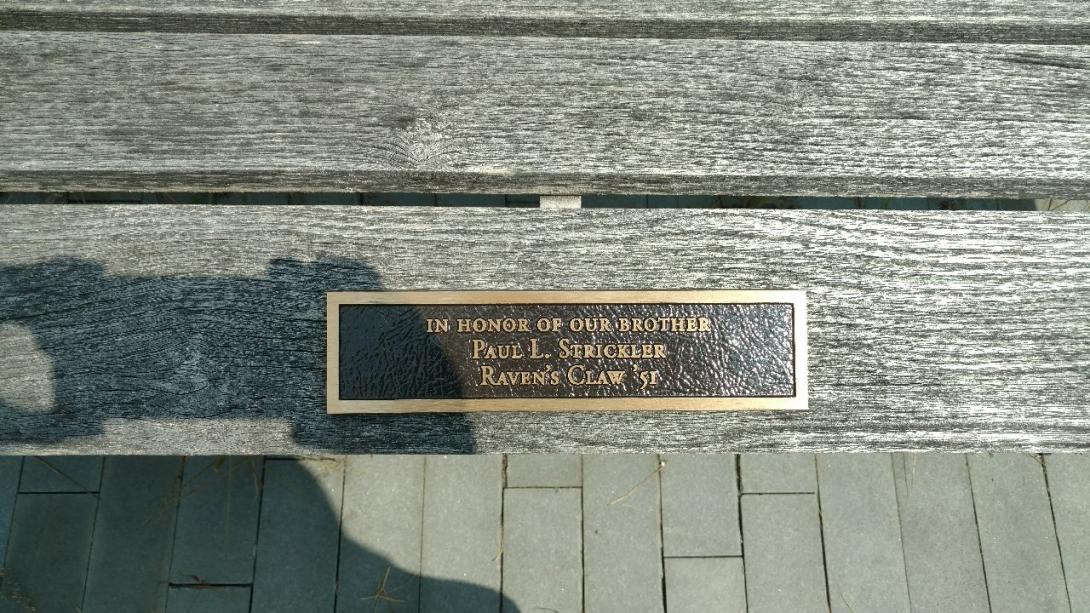 IN HONOR OF OUR BROTHER
PAUL L. STRICKLER
RAVEN'S CLAW '51